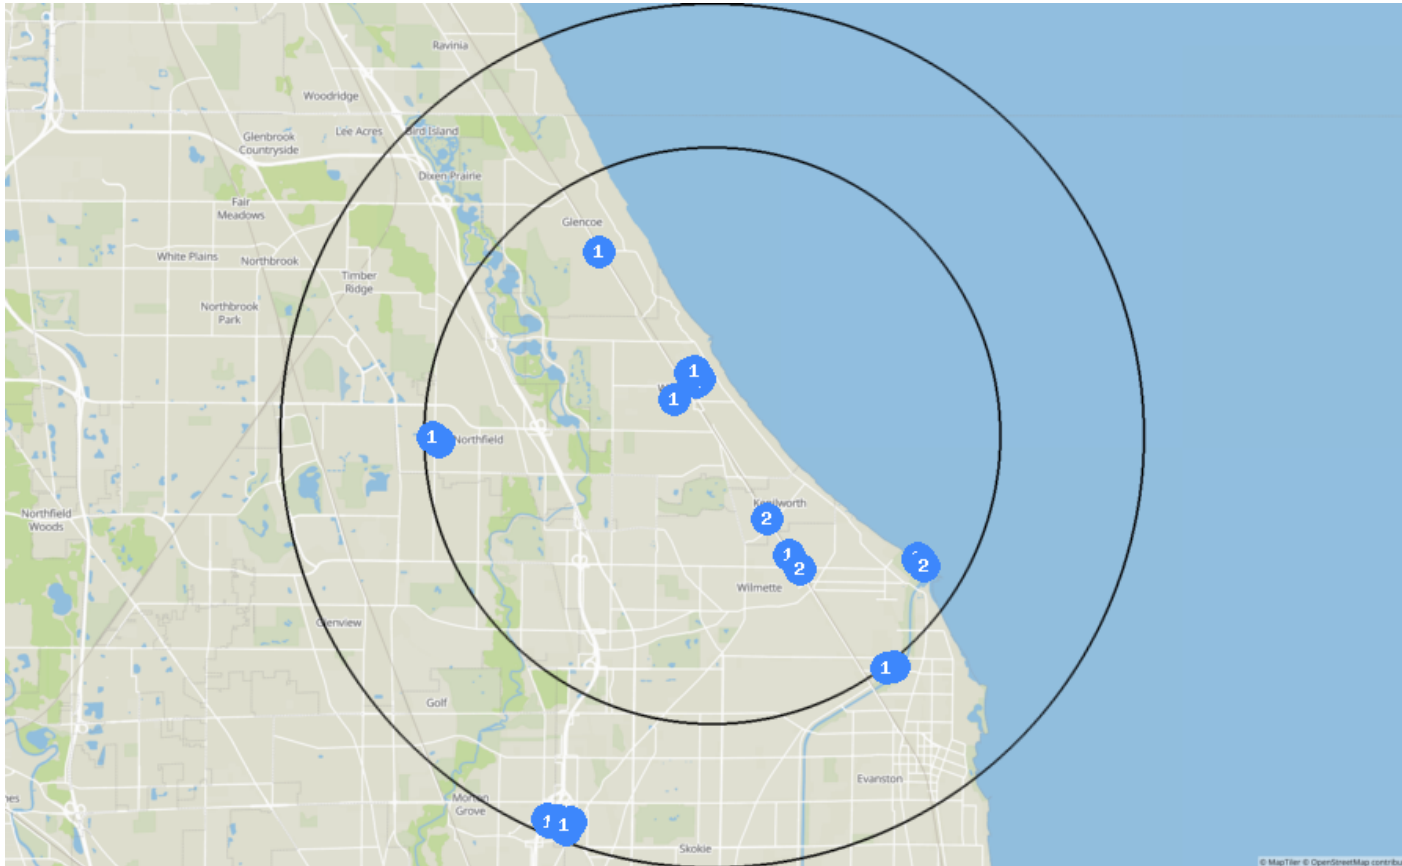 Ravinia
Woodridge
Lee Acres
Bird Island
Glenbrook
Countryside
Dixen Prairie
Fair
Meadows
Glencoe
1
White Plains
Northbrook
Timber
Ridge
Northbrook
Park
1
1
1
Northfield
Kenilworth
2
Northfield
Woods
1
2
2
Wilmette
Glenview
1
Golf
Evanston
Morton
Grove
1
1
Skokie
© MapTiler © OpenStreetMap contribu